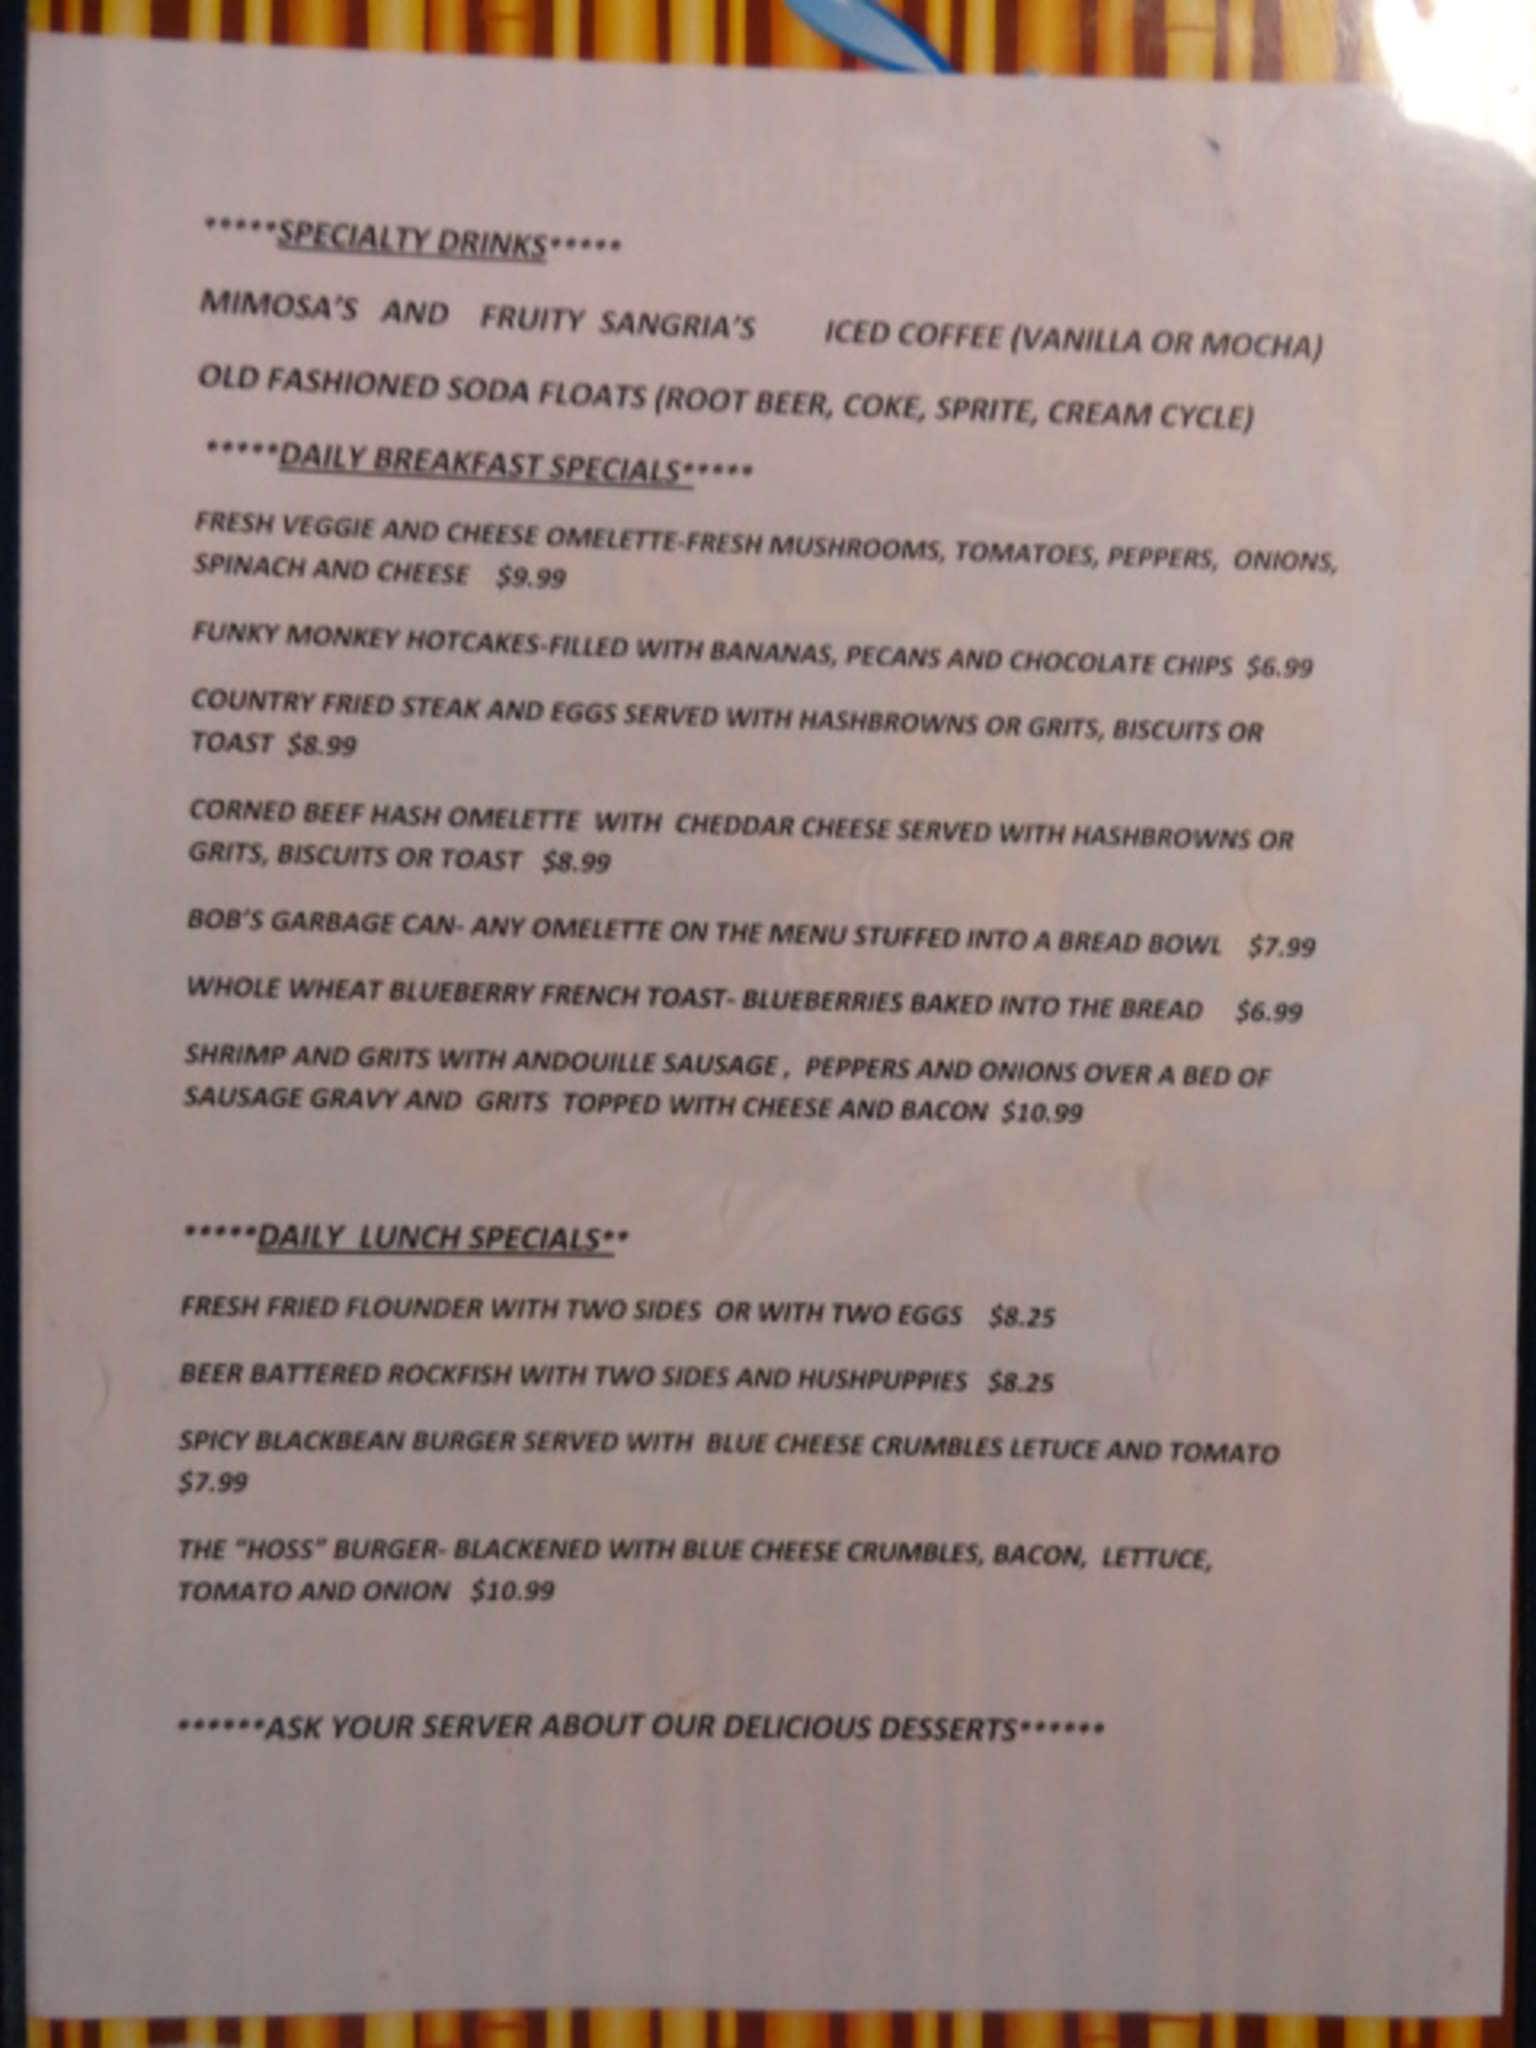 *****SPECIALTY DRINKS*****
MIMOSA'S AND FRUITY SANGRIA'S ICED COFFEE (VANILLA OR MOCHA)
OLD FASHIONED SODA FLOATS (ROOT BEER, COKE, SPRITE, CREAM CYCLE)
*****DAILY BREAKFAST SPECIALS*****
FRESH VEGGIE AND CHEESE OMELETTE-FRESH MUSHROOMS, TOMATOES, PEPPERS, ONIONS,
SPINACH AND CHEESE $9.99
FUNKY MONKEY HOTCAKES-FILLED WITH BANANAS, PECANS AND CHOCOLATE CHIPS $6.99
COUNTRY FRIED STEAK AND EGGS SERVED WITH HASHBROWNS OR GRITS, BISCUITS OR
TOAST $8.99
CORNED BEEF HASH OMELETTE WITH CHEDDAR CHEESE SERVED WITH HASHBROWNS OR
GRITS, BISCUITS OR TOAST $8.99
BOB'S GARBAGE CAN- ANY OMELETTE ON THE MENU STUFFED INTO A BREAD BOWL $7.99
WHOLE WHEAT BLUEBERRY FRENCH TOAST- BLUEBERRIES BAKED INTO THE BREAD $6.99
SHRIMP AND GRITS WITH ANDOUILLE SAUSAGE , PEPPERS AND ONIONS OVER A BED OF
SAUSAGE GRAVY AND GRITS TOPPED WITH CHEESE AND BACON $10.99
*****DAILY LUNCH SPECIALS**
FRESH FRIED FLOUNDER WITH TWO SIDES OR WITH TWO EGGS $8.25
BEER BATTERED ROCKFISH WITH TWO SIDES AND HUSHPUPPIES $8.25
SPICY BLACKBEAN BURGER SERVED WITH BLUE CHEESE CRUMBLES LETUCE AND TOMATO
$7.99
THE "HOSS" BURGER- BLACKENED WITH BLUE CHEESE CRUMBLES, BACON, LETTUCE,
TOMATO AND ONION $10.99
******ASK YOUR SERVER ABOUT OUR DELICIOUS DESSERTS******